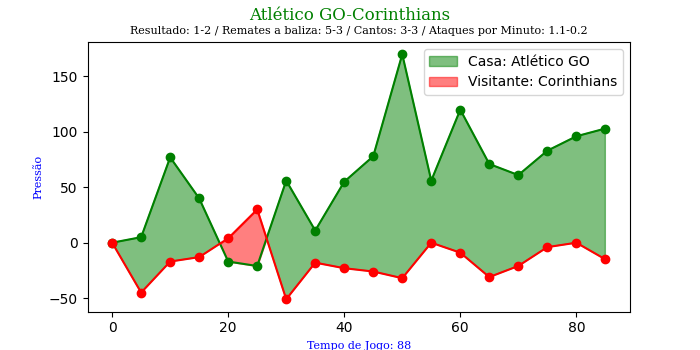 Atlético GO-Corinthians
Resultado: 1-2 / Remates a baliza: 5-3 / Cantos: 3-3 / Ataques por Minuto: 1.1-0.2
Casa: Atlético GO
Visitante: Corinthians
Pressão
150
100
50
0
−50
0 20 40 60 80
Tempo de Jogo: 88